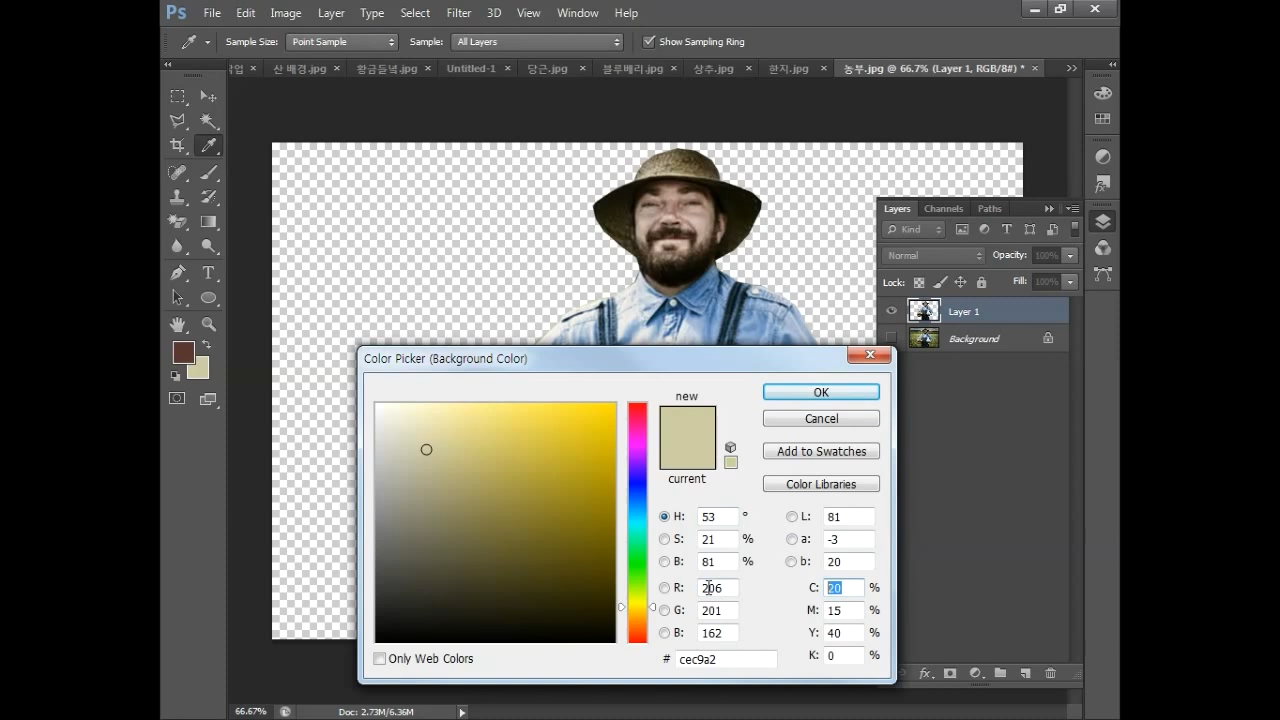 Ps File Edit Image Layer Type Select Filter 3D View Window Help
Sample Size: Point Sample Sample: All Layers Show Sampling Ring
산 배경.jpg × 황금들녘.jpg × Untitled-1 × 당근.jpg × 블루베리.jpg × 상추.jpg × 한지.jpg × 농부.jpg @ 66.7% (Layer 1, RGB/8#) * ×
Layers Channels Paths
Kind
Normal Opacity: 100%
Lock: Fill: 100%
Layer 1
Background
Color Picker (Background Color)
new
current
OK
Cancel
Add to Swatches
Color Libraries
H: 53 °
S: 21 %
B: 81 %
R: 206
G: 201
B: 162
# cec9a2
L: 81
a: -3
b: 20
C: 20 %
M: 15 %
Y: 40 %
K: 0 %
Only Web Colors
66.67% Doc: 2.73M/6.36M